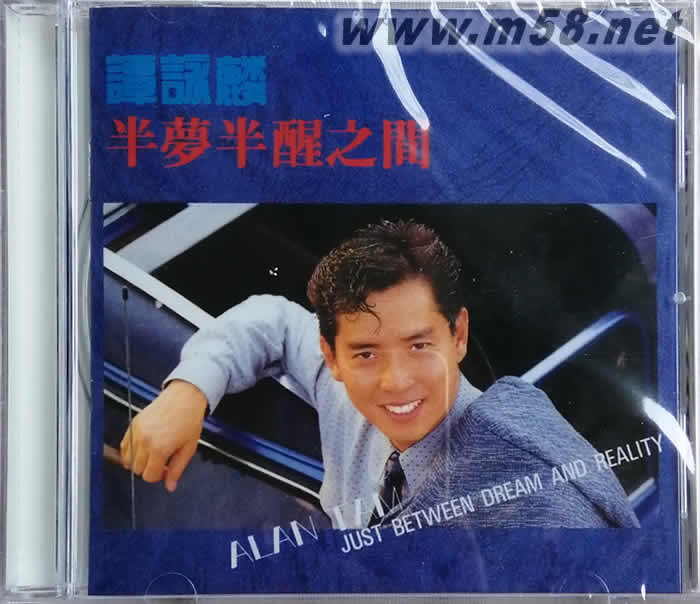 www.m58.net
譚詠麟
半夢半醒之間
ALAN TAM
JUST BETWEEN DREAM AND REALITY